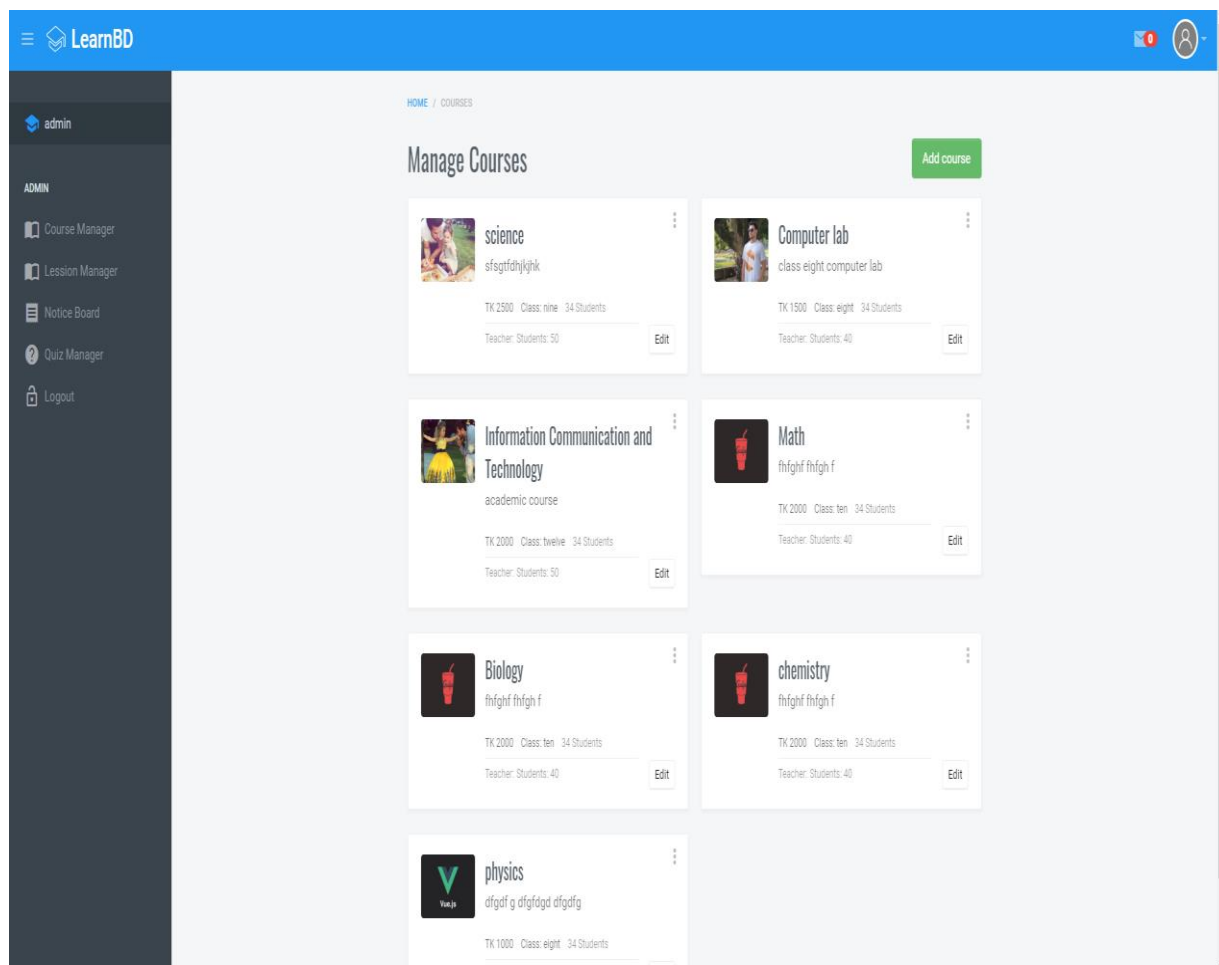 LearnBD
0
admin
ADMIN
Course Manager
Lession Manager
Notice Board
Quiz Manager
Logout
HOME / COURSES
Manage Courses
Add course
science
sfsgtfdhjkjhk
TK 2500 Class: nine 34 Students
Teacher: Students: 50
Edit
Computer lab
class eight computer lab
TK 1500 Class: eight 34 Students
Teacher: Students: 40
Edit
Information Communication and
Technology
academic course
TK 2000 Class: twelve 34 Students
Teacher: Students: 50
Edit
Math
fhfghf fhfgh f
TK 2000 Class: ten 34 Students
Teacher: Students: 40
Edit
Biology
fhfghf fhfgh f
TK 2000 Class: ten 34 Students
Teacher: Students: 40
Edit
chemistry
fhfghf fhfgh f
TK 2000 Class: ten 34 Students
Teacher: Students: 40
Edit
Vue.js
physics
dfgdf g dfgfdgd dfgdfg
TK 1000 Class: eight 34 Students